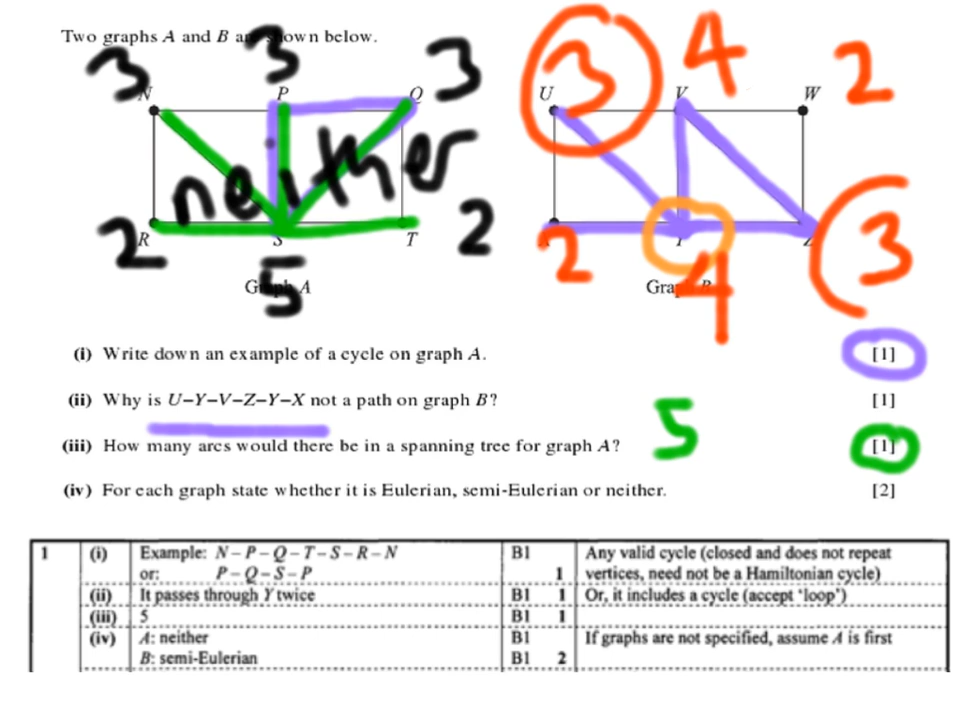 Two graphs A and B are shown below.
3 3 3 3 4 2
N P Q U V W
neither
2 5 2 2 4 3
R S T Y Z
Graph A Graph B
(i) Write down an example of a cycle on graph A. [1]
(ii) Why is U–Y–V–Z–Y–X not a path on graph B? [1]
(iii) How many arcs would there be in a spanning tree for graph A? 5 [1]
(iv) For each graph state whether it is Eulerian, semi-Eulerian or neither. [2]
1 (i) Example: N – P – Q – T – S – R – N B1 Any valid cycle (closed and does not repeat
or: P – Q – S – P 1 vertices, need not be a Hamiltonian cycle)
(ii) It passes through Y twice B1 1 Or, it includes a cycle (accept 'loop')
(iii) 5 B1 1
(iv) A: neither B1 If graphs are not specified, assume A is first
B: semi-Eulerian B1 2